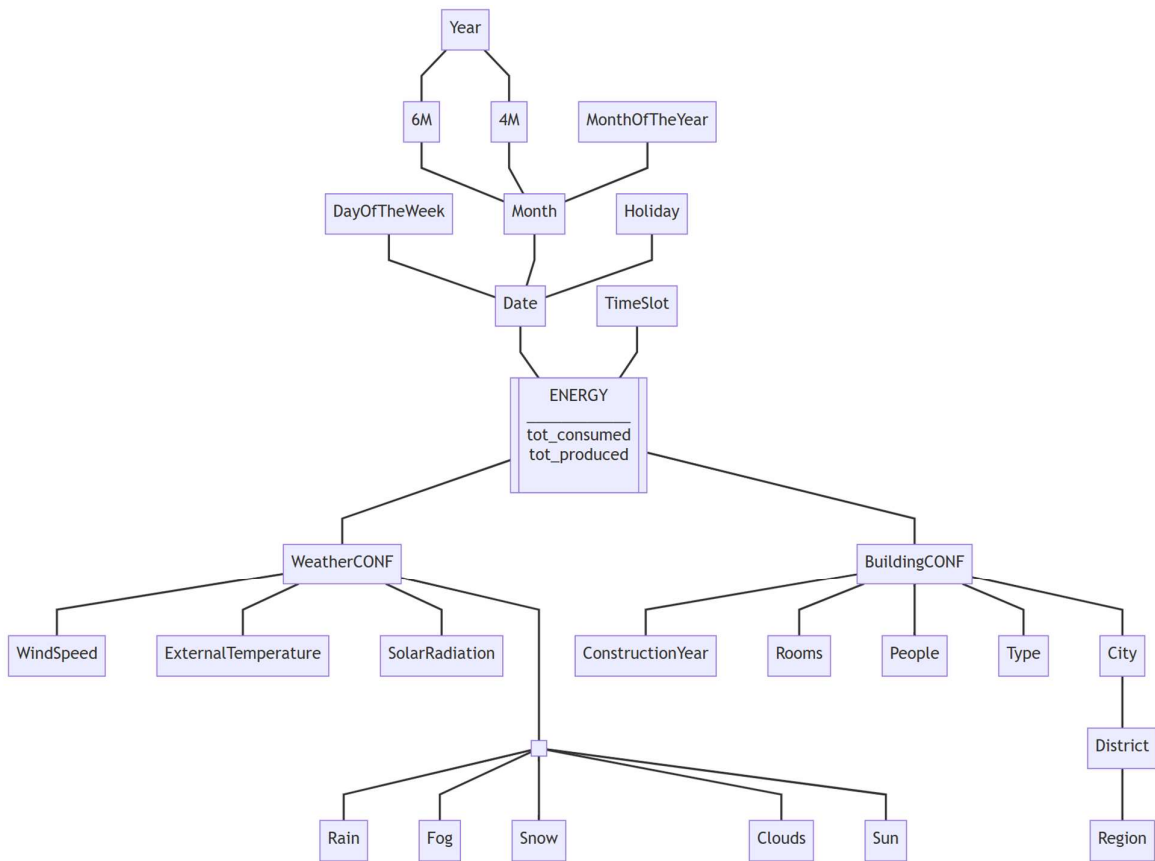 Year
6M
4M
MonthOfTheYear
DayOfTheWeek
Month
Holiday
Date
TimeSlot
ENERGY
tot_consumed
tot_produced
WeatherCONF
BuildingCONF
WindSpeed
ExternalTemperature
SolarRadiation
ConstructionYear
Rooms
People
Type
City
District
Rain
Fog
Snow
Clouds
Sun
Region